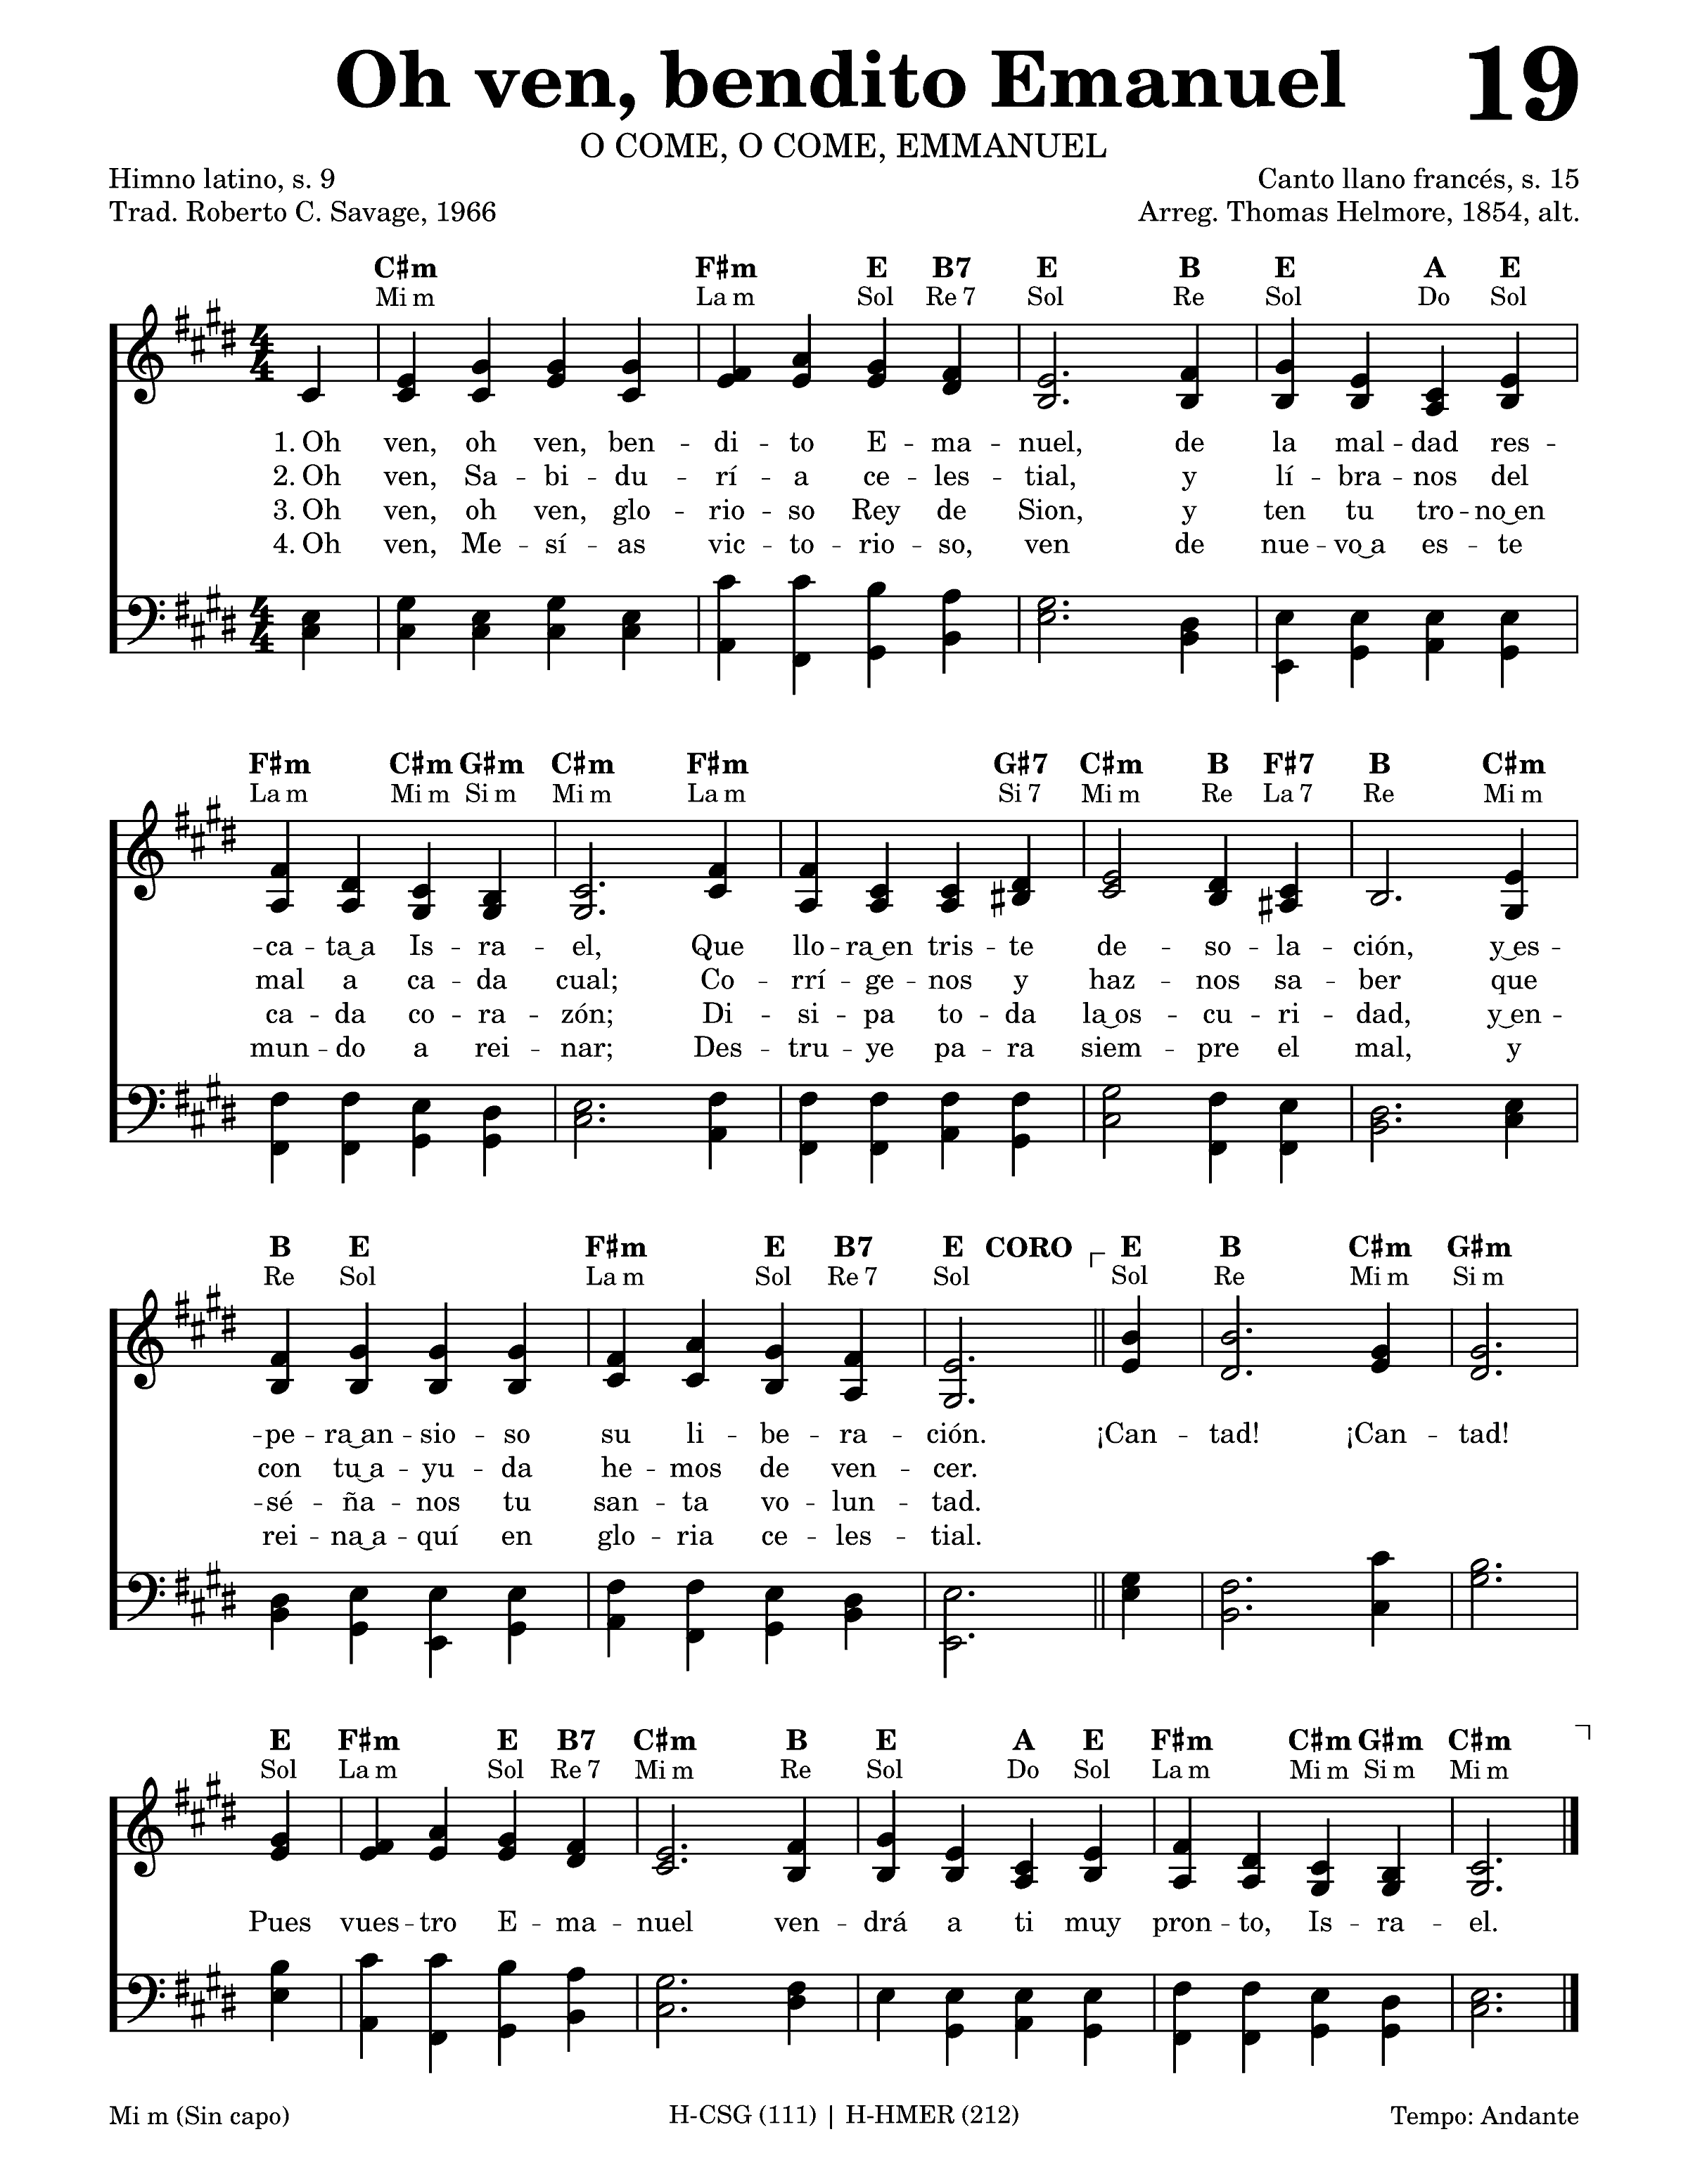 Oh ven, bendito Emanuel 19
O COME, O COME, EMMANUEL
Himno latino, s. 9 Canto llano francés, s. 15
Trad. Roberto C. Savage, 1966 Arreg. Thomas Helmore, 1854, alt.
C♯m F♯m E B7 E B E A E
Mi m La m Sol Re 7 Sol Re Sol Do Sol
4 4
1. Oh ven, oh ven, ben – di – to E – ma – nuel, de la mal – dad res –
2. Oh ven, Sa – bi – du – rí – a ce – les – tial, y lí – bra – nos del
3. Oh ven, oh ven, glo – rio – so Rey de Sion, y ten tu tro – no‿en
4. Oh ven, Me – sí – as vic – to – rio – so, ven de nue – vo‿a es – te
4 4
F♯m C♯m G♯m C♯m F♯m G♯7 C♯m B F♯7 B C♯m
La m Mi m Si m Mi m La m Si 7 Mi m Re La 7 Re Mi m
– ca – ta‿a Is – ra – el, Que llo – ra‿en tris – te de – so – la – ción, y‿es –
mal a ca – da cual; Co – rrí – ge – nos y haz – nos sa – ber que
ca – da co – ra – zón; Di – si – pa to – da la‿os – cu – ri – dad, y‿en –
mun – do a rei – nar; Des – tru – ye pa – ra siem – pre el mal, y
B E F♯m E B7 E CORO E B C♯m G♯m
Re Sol La m Sol Re 7 Sol Sol Re Mi m Si m
– pe – ra‿an – sio – so su li – be – ra – ción. ¡Can – tad! ¡Can – tad!
con tu‿a – yu – da he – mos de ven – cer.
– sé – ña – nos tu san – ta vo – lun – tad.
rei – na‿a – quí en glo – ria ce – les – tial.
E F♯m E B7 C♯m B E A E F♯m C♯m G♯m C♯m
Sol La m Sol Re 7 Mi m Re Sol Do Sol La m Mi m Si m Mi m
Pues vues – tro E – ma – nuel ven – drá a ti muy pron – to, Is – ra – el.
Mi m (Sin capo) H-CSG (111) | H-HMER (212) Tempo: Andante